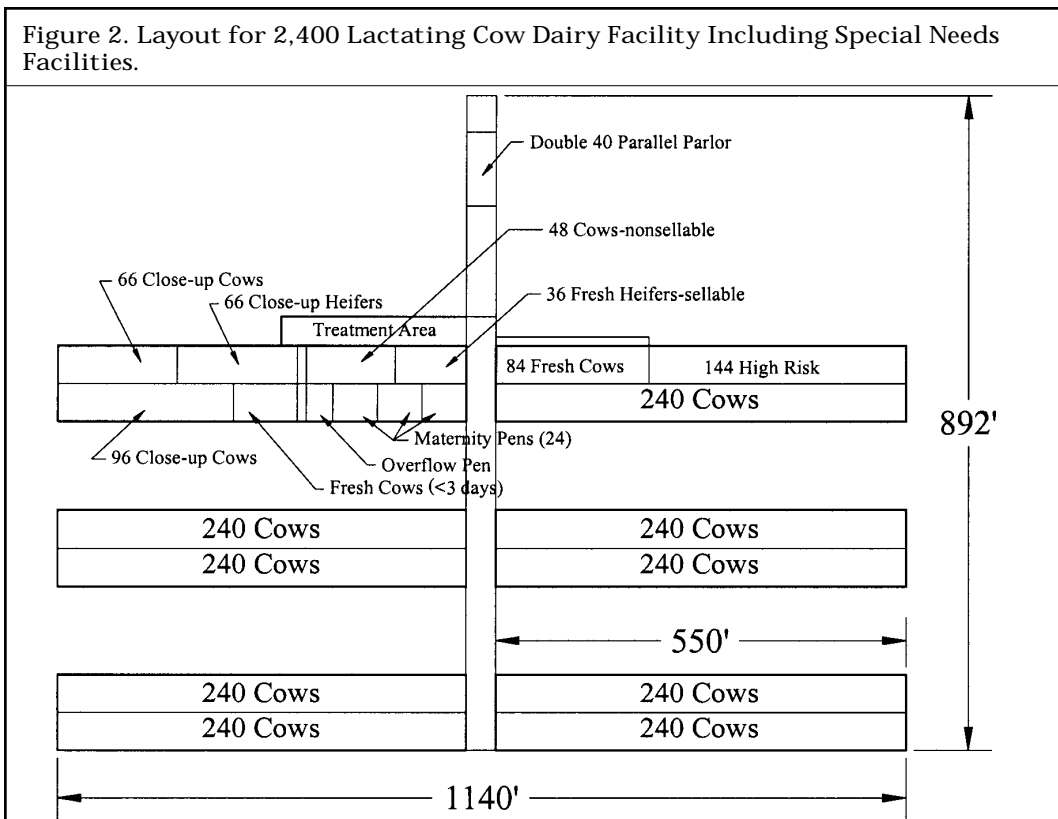 Figure 2. Layout for 2,400 Lactating Cow Dairy Facility Including Special Needs
Facilities.
Double 40 Parallel Parlor
48 Cows-nonsellable
66 Close-up Cows
36 Fresh Heifers-sellable
66 Close-up Heifers
Treatment Area
84 Fresh Cows
144 High Risk
240 Cows
892'
Maternity Pens (24)
96 Close-up Cows
Overflow Pen
Fresh Cows (<3 days)
240 Cows
240 Cows
240 Cows
240 Cows
550'
240 Cows
240 Cows
240 Cows
240 Cows
1140'